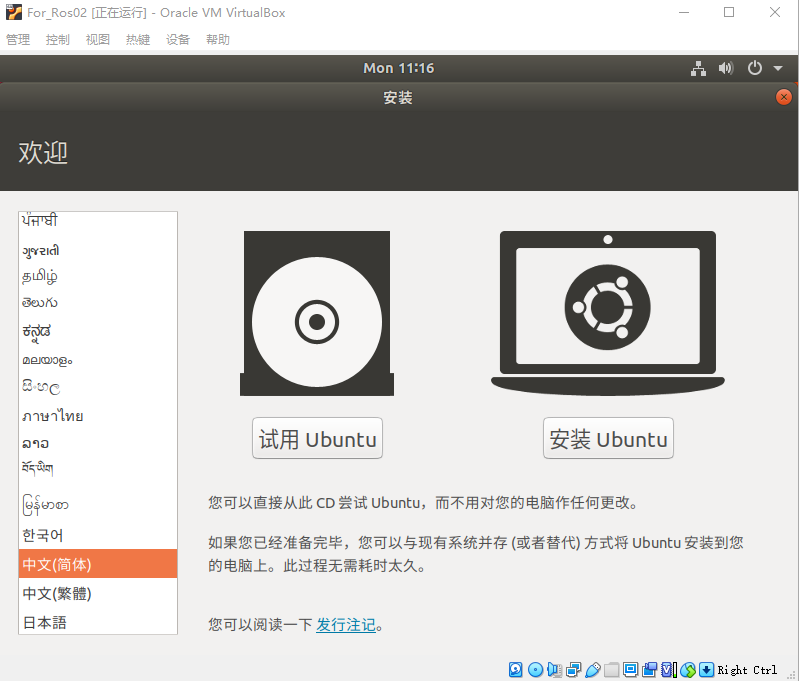 For_Ros02 [正在运行] - Oracle VM VirtualBox
管理 控制 视图 热键 设备 帮助
Mon 11:16
安装
欢迎
ਪੰਜਾਬੀ
ગુજરાતી
தமிழ்
తెలుగు
ಕನ್ನಡ
മലയാളം
සිංහල
ภาษาไทย
ລາວ
བོད་ཡིག
မြန်မာစာ
한국어
中文(简体)
中文(繁體)
日本語
试用 Ubuntu
安装 Ubuntu
您可以直接从此 CD 尝试 Ubuntu，而不用对您的电脑作任何更改。
如果您已经准备完毕，您可以与现有系统并存 (或者替代) 方式将 Ubuntu 安装到您
的电脑上。此过程无需耗时太久。
您可以阅读一下 发行注记。
Right Ctrl